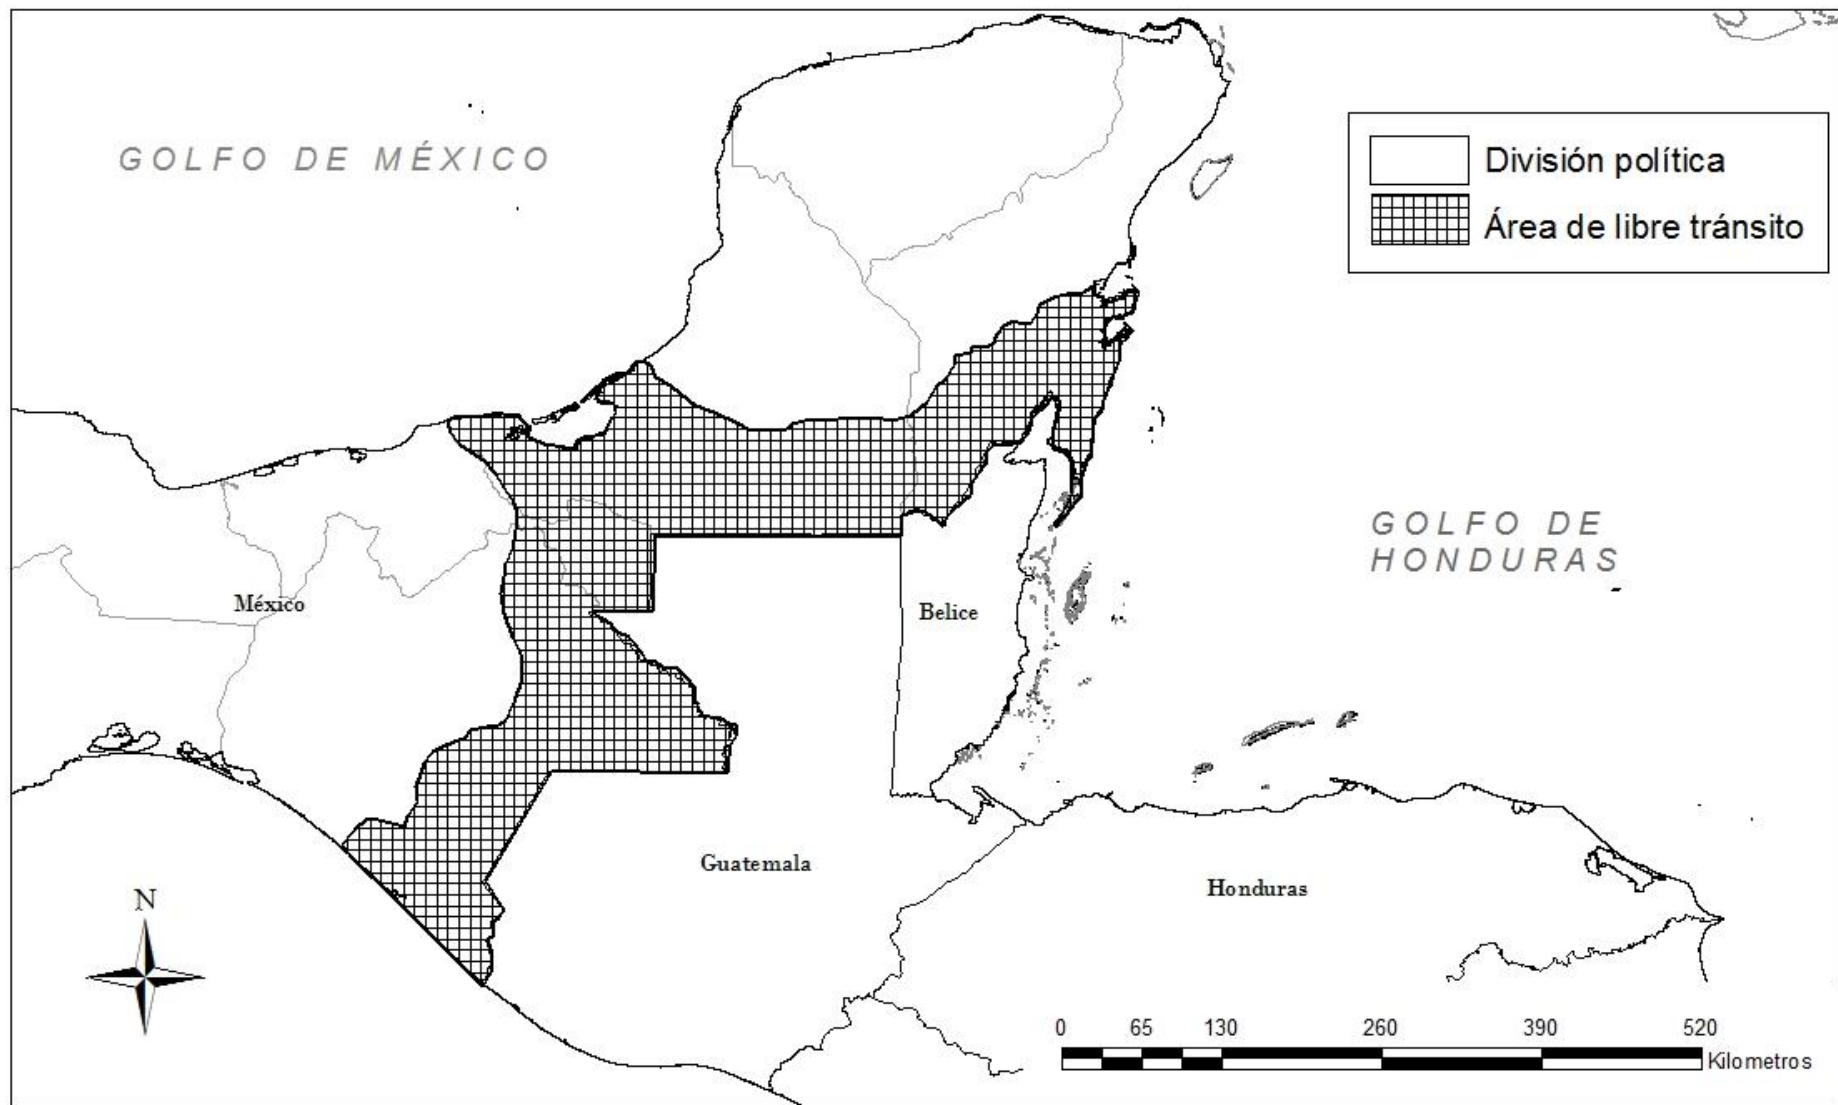 GOLFO DE MÉXICO
División política
Área de libre tránsito
GOLFO DE
HONDURAS
México
Belice
Guatemala
Honduras
N
0 65 130 260 390 520
Kilometros